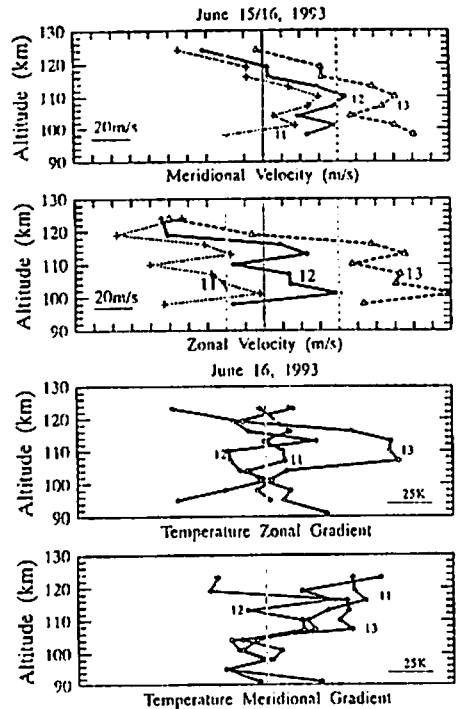 June 15/16, 1993
Altitude (km)
130
120
110
100
90
20m/s
11
12
13
Meridional Velocity (m/s)
Altitude (km)
130
120
110
100
90
20m/s
11
12
13
Zonal Velocity (m/s)
June 16, 1993
Altitude (km)
130
120
110
100
90
12
11
13
25K
Temperature Zonal Gradient
Altitude (km)
130
120
110
100
90
12
11
13
25K
Temperature Meridional Gradient